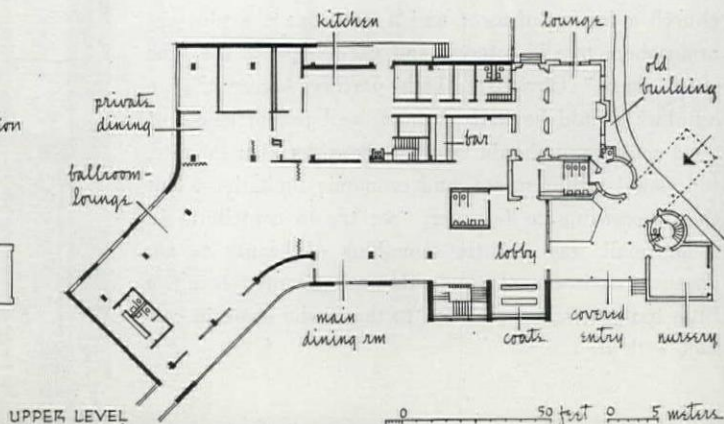 kitchen
lounge
old
building
private
dining
bar
ballroom-
lounge
lobby
main
dining rm
coats
covered
entry
nursery
UPPER LEVEL
0 50 feet 0 5 meters